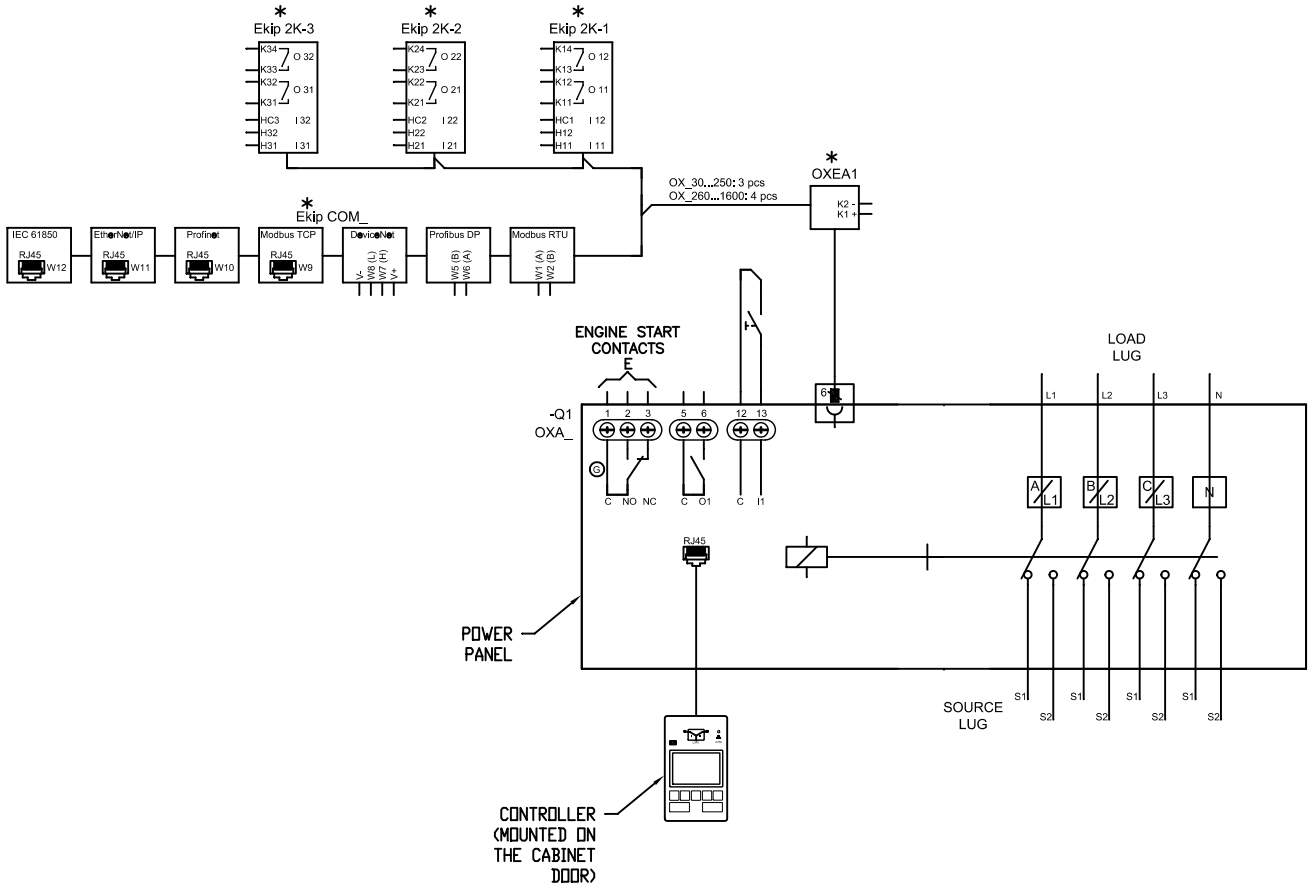 * * *
Ekip 2K-3 Ekip 2K-2 Ekip 2K-1
K34 O 32 K24 O 22 K14 O 12
K33 K23 K13
K32 O 31 K22 O 21 K12 O 11
K31 K21 K11
HC3 I 32 HC2 I 22 HC1 I 12
H32 H22 H12
H31 I 31 H21 I 21 H11 I 11
*
OXEA1
K2 -
K1 +
OX_30...250: 3 pcs
OX_260...1600: 4 pcs
*
Ekip COM_
IEC 61850 EtherNet/IP Profinet Modbus TCP DeviceNet Profibus DP Modbus RTU
RJ45 RJ45 RJ45 RJ45
W12 W11 W10 W9
V- W8 (L) W7 (H) V+
W5 (B) W6 (A)
W1 (A) W2 (B)
ENGINE START
CONTACTS
E
6
LOAD
LUG
L1 L2 L3 N
-Q1 1 2 3 5 6 12 13
OXA_
G
C NO NC C O1 C I1
A/L1 B/L2 C/L3 N
RJ45
POWER
PANEL
SOURCE
LUG
S1 S2 S1 S2 S1 S2 S1 S2
CONTROLLER
(MOUNTED ON
THE CABINET
DOOR)